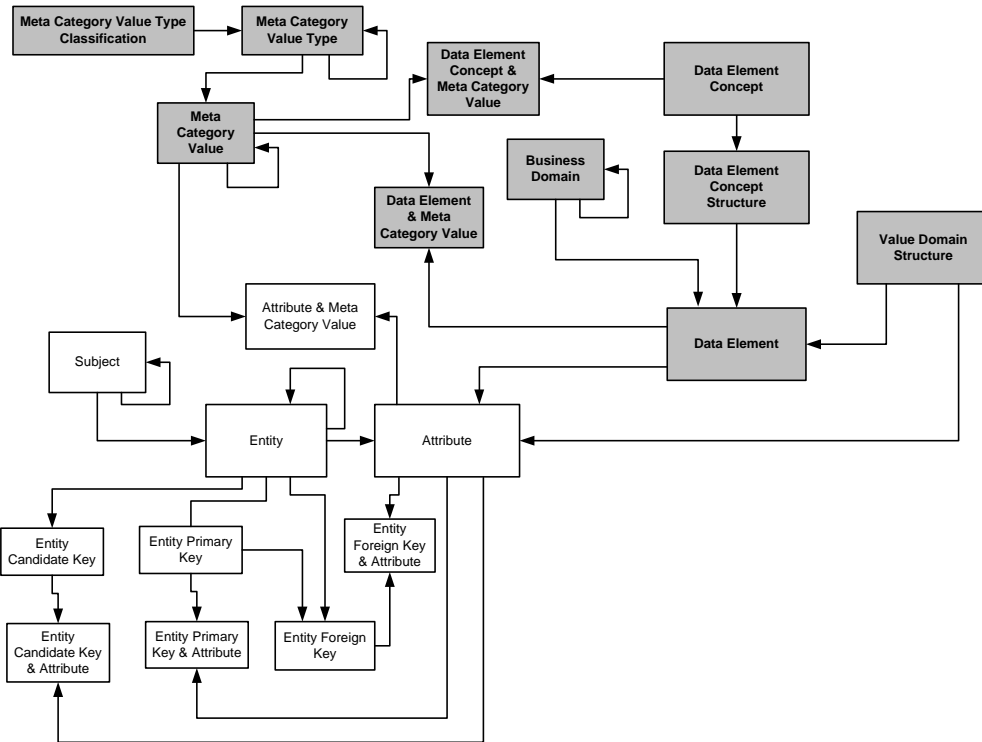 Meta Category Value Type
Classification
Meta Category
Value Type
Data Element
Concept &
Meta Category
Value
Data Element
Concept
Meta
Category
Value
Business
Domain
Data Element
Concept
Structure
Data Element
& Meta
Category Value
Value Domain
Structure
Attribute & Meta
Category Value
Data Element
Subject
Entity
Attribute
Entity
Candidate Key
Entity Primary
Key
Entity
Foreign Key
& Attribute
Entity
Candidate Key
& Attribute
Entity Primary
Key & Attribute
Entity Foreign
Key